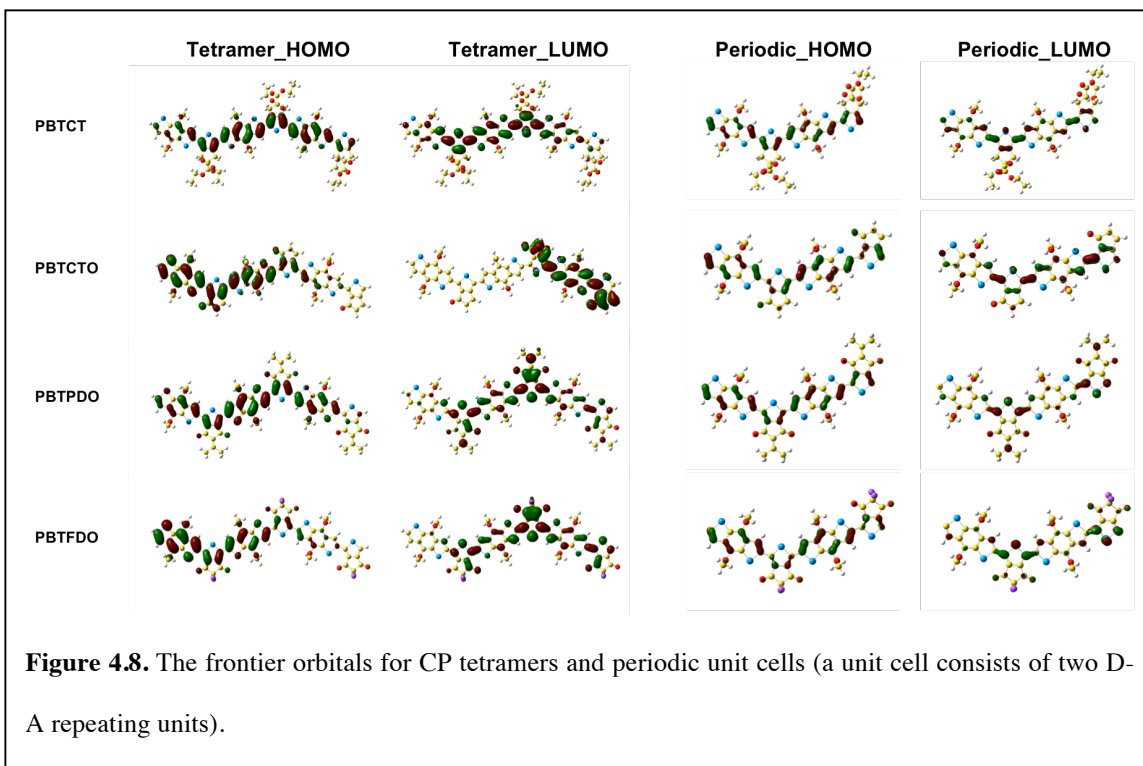 Tetramer_HOMO Tetramer_LUMO Periodic_HOMO Periodic_LUMO
PBTCT
PBTCTO
PBTPDO
PBTFDO
Figure 4.8. The frontier orbitals for CP tetramers and periodic unit cells (a unit cell consists of two D-
A repeating units).